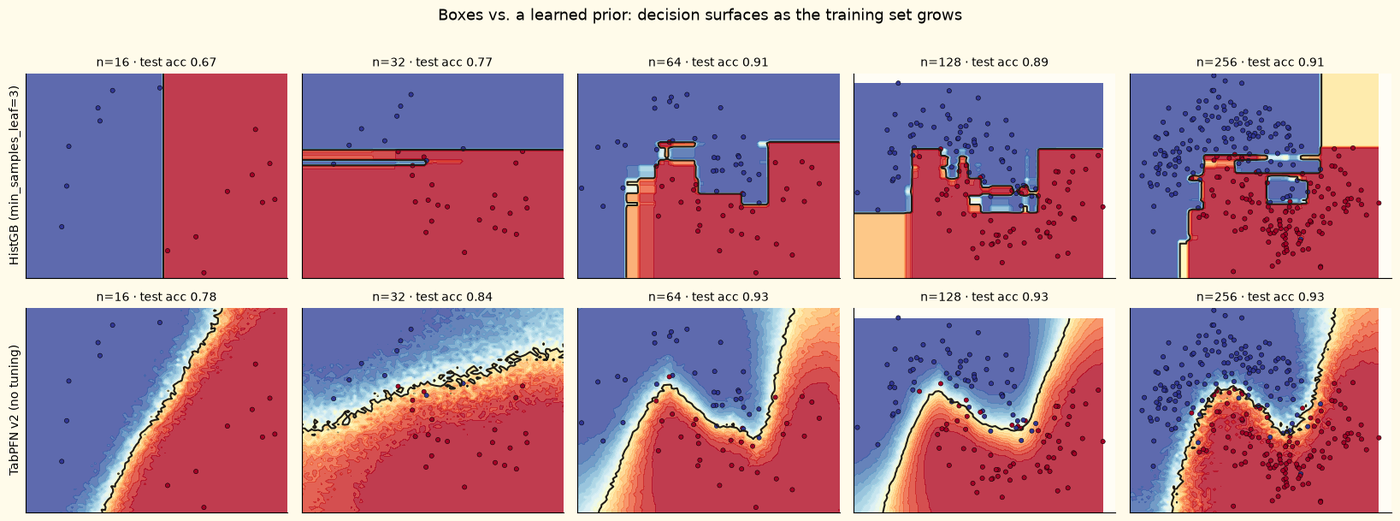 Boxes vs. a learned prior: decision surfaces as the training set grows
n=16 · test acc 0.67
n=32 · test acc 0.77
n=64 · test acc 0.91
n=128 · test acc 0.89
n=256 · test acc 0.91
HistGB (min_samples_leaf=3)
n=16 · test acc 0.78
n=32 · test acc 0.84
n=64 · test acc 0.93
n=128 · test acc 0.93
n=256 · test acc 0.93
TabPFN v2 (no tuning)